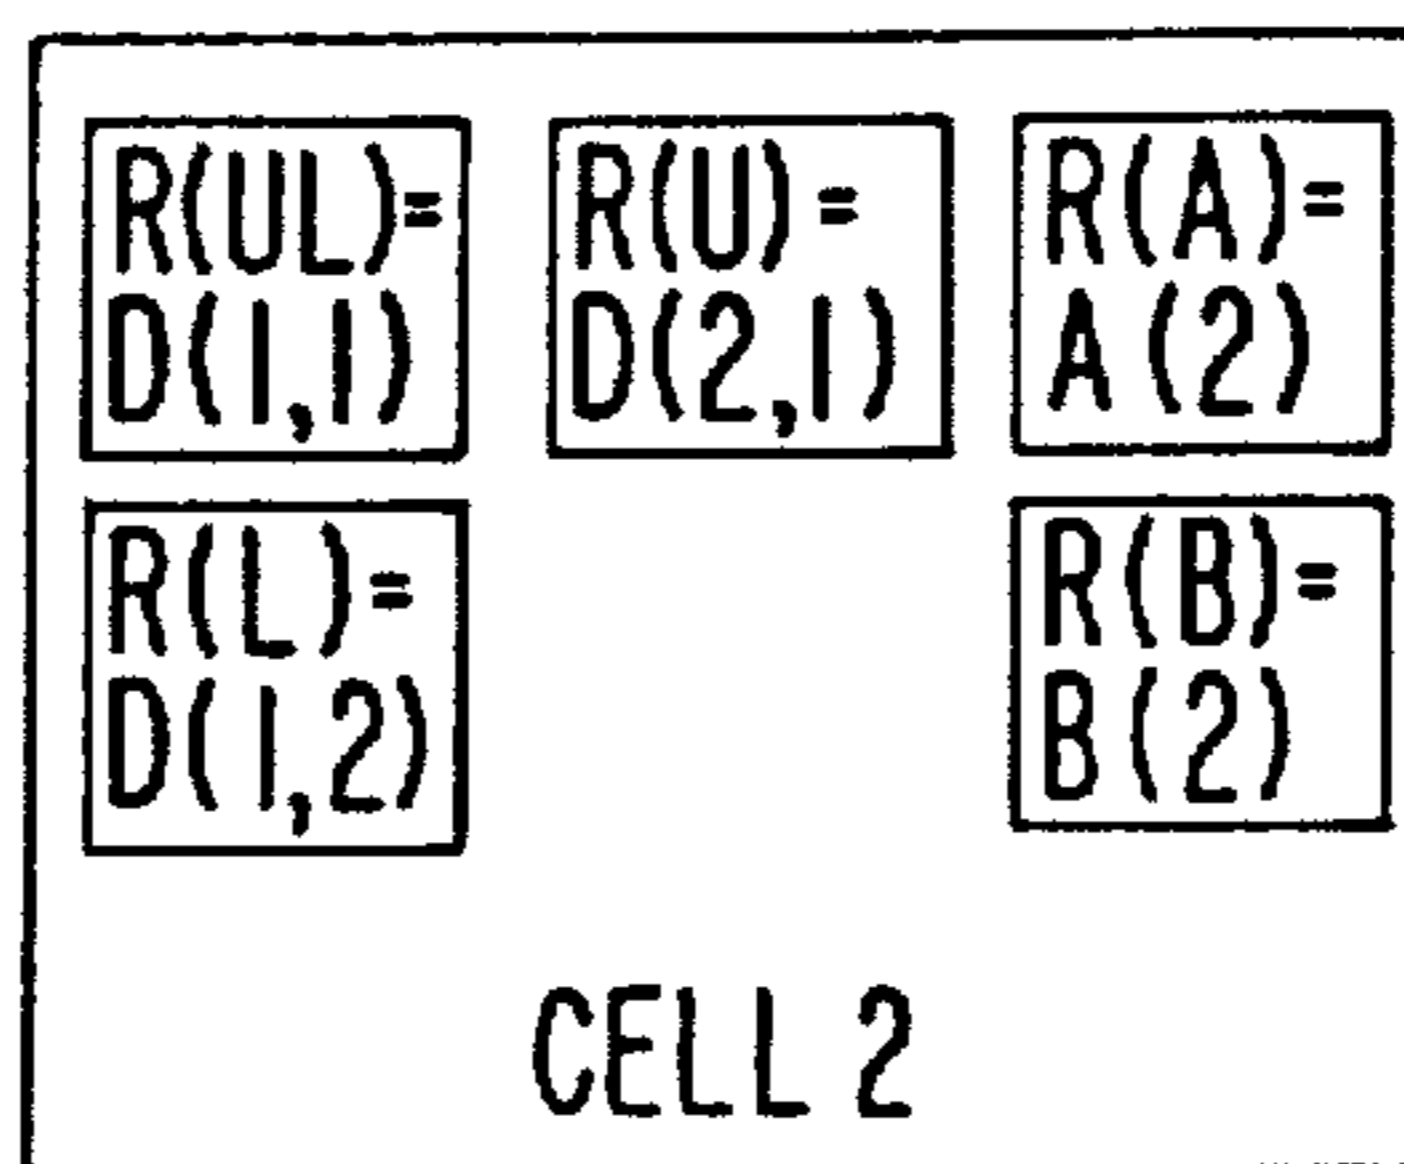 R(UL)=
D(1,1)
R(U)=
D(2,1)
R(A)=
A(2)
R(L)=
D(1,2)
R(B)=
B(2)
CELL 2